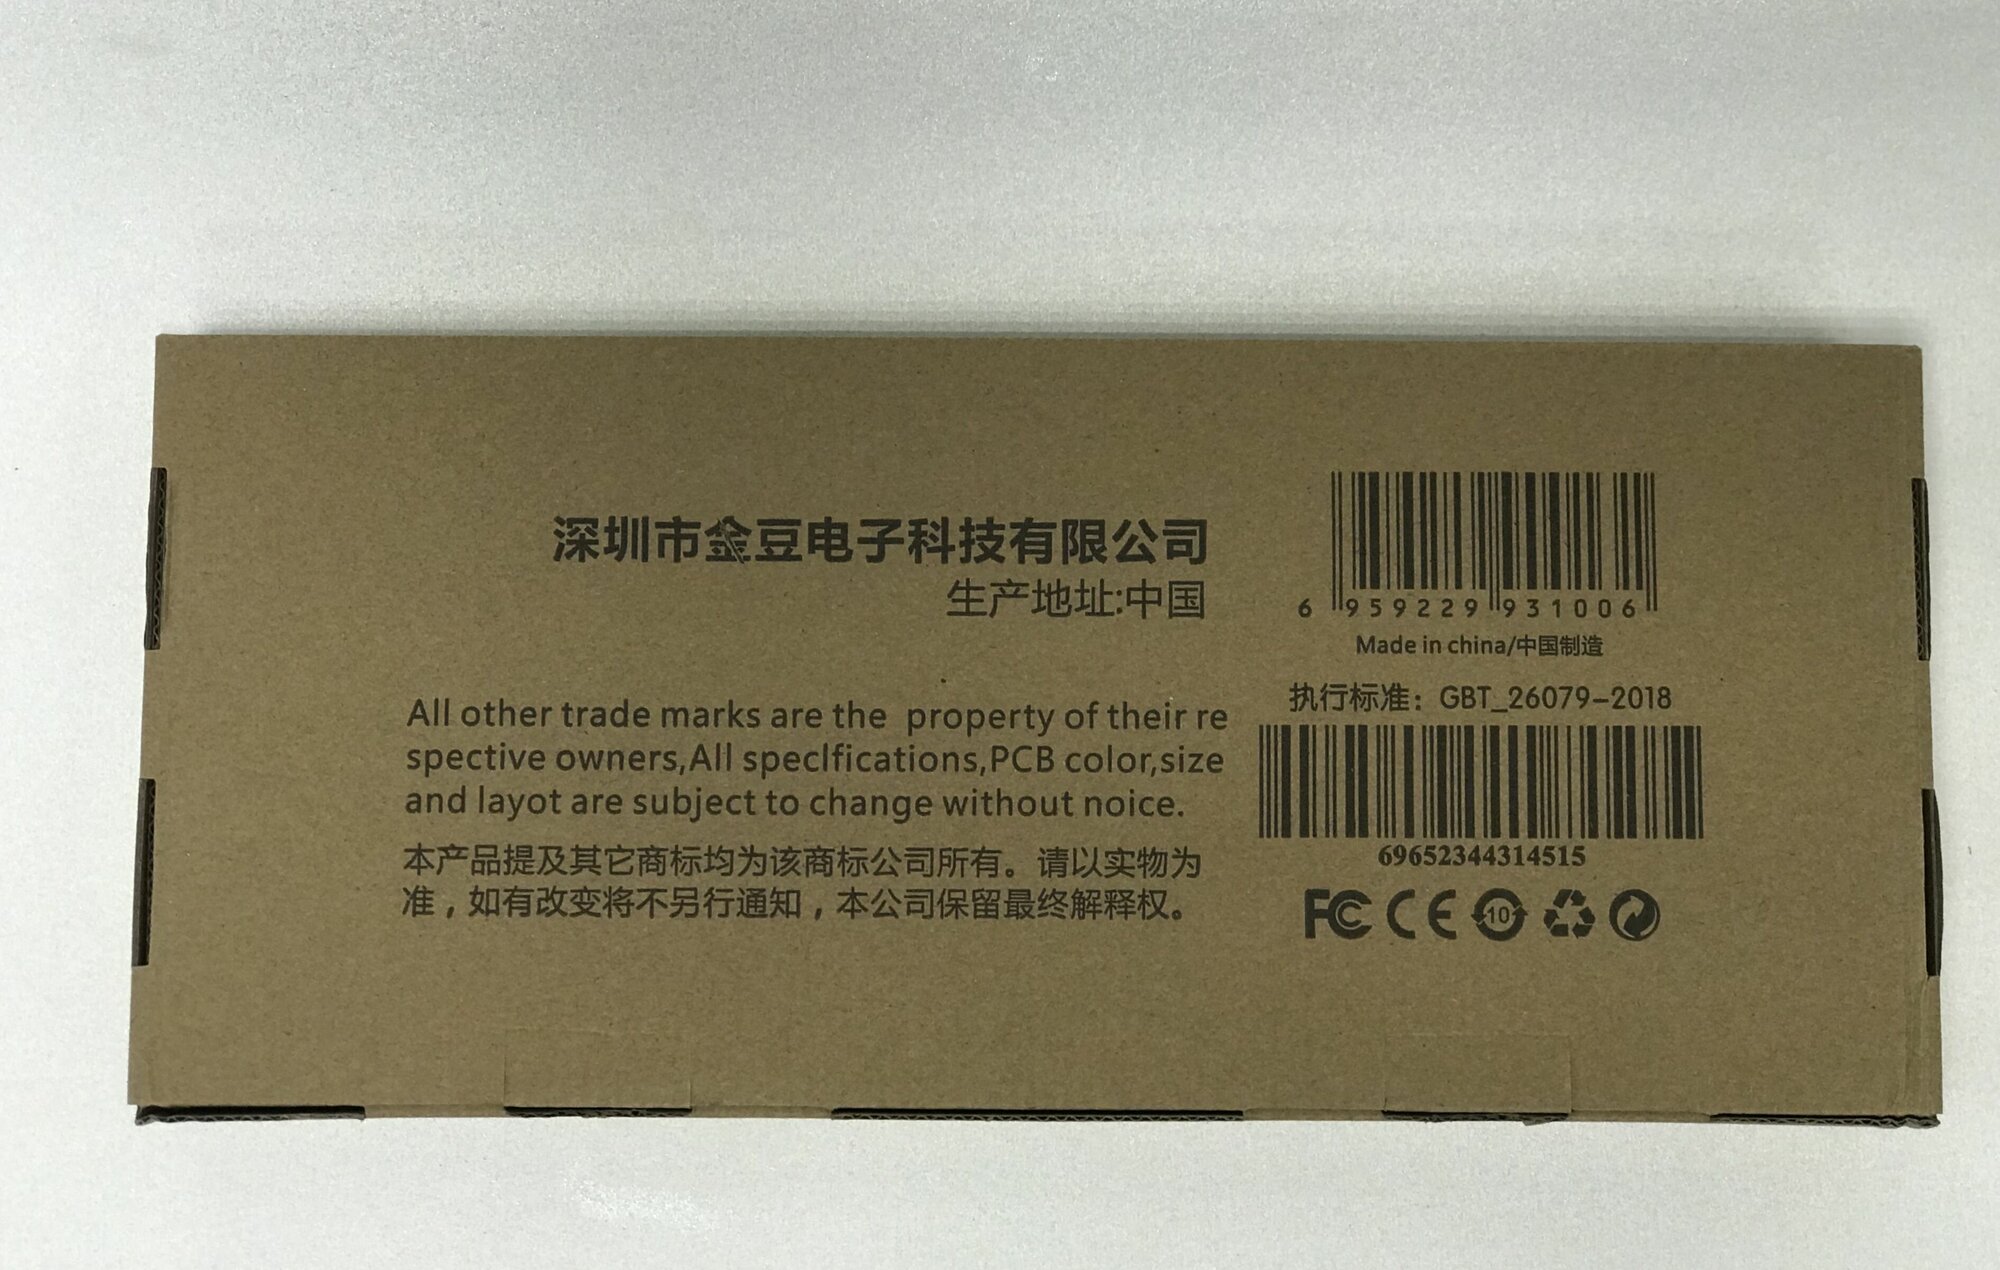 深圳市金豆电子科技有限公司
生产地址:中国
6 959229 931006
Made in china/中国制造
执行标准：GBT_26079-2018
69652344314515
FC CE 10
All other trade marks are the property of their re
spective owners,All speclfications,PCB color,size
and layot are subject to change without noice.
本产品提及其它商标均为该商标公司所有。请以实物为
准，如有改变将不另行通知，本公司保留最终解释权。